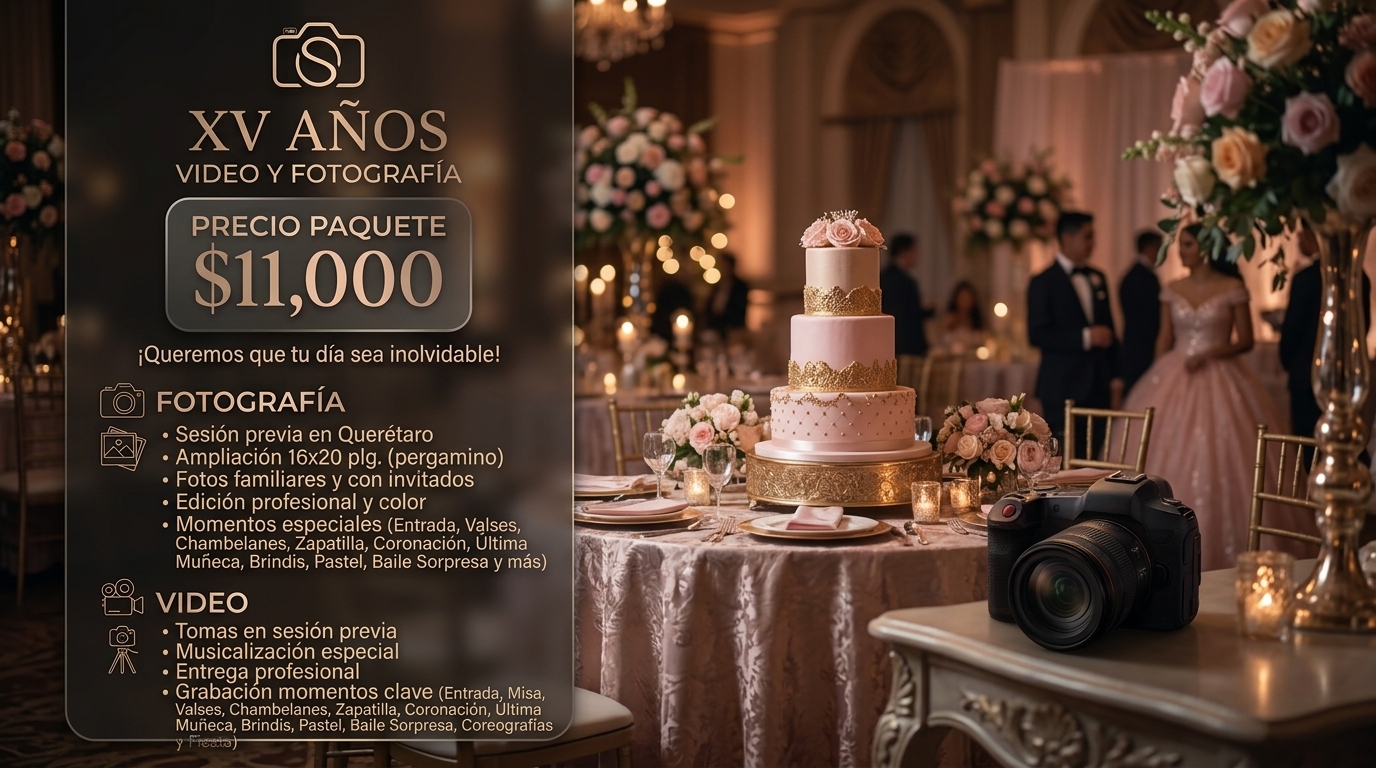 XV AÑOS
VIDEO Y FOTOGRAFÍA
PRECIO PAQUETE
$11,000
¡Queremos que tu día sea inolvidable!
FOTOGRAFÍA
• Sesión previa en Querétaro
• Ampliación 16x20 plg. (pergamino)
• Fotos familiares y con invitados
• Edición profesional y color
• Momentos especiales (Entrada, Valses,
Chambelanes, Zapatilla, Coronación, Última
Muñeca, Brindis, Pastel, Baile Sorpresa y más)
VIDEO
• Tomas en sesión previa
• Musicalización especial
• Entrega profesional
• Grabación momentos clave (Entrada, Misa,
Valses, Chambelanes, Zapatilla, Coronación, Última
Muñeca, Brindis, Pastel, Baile Sorpresa, Coreografías
y